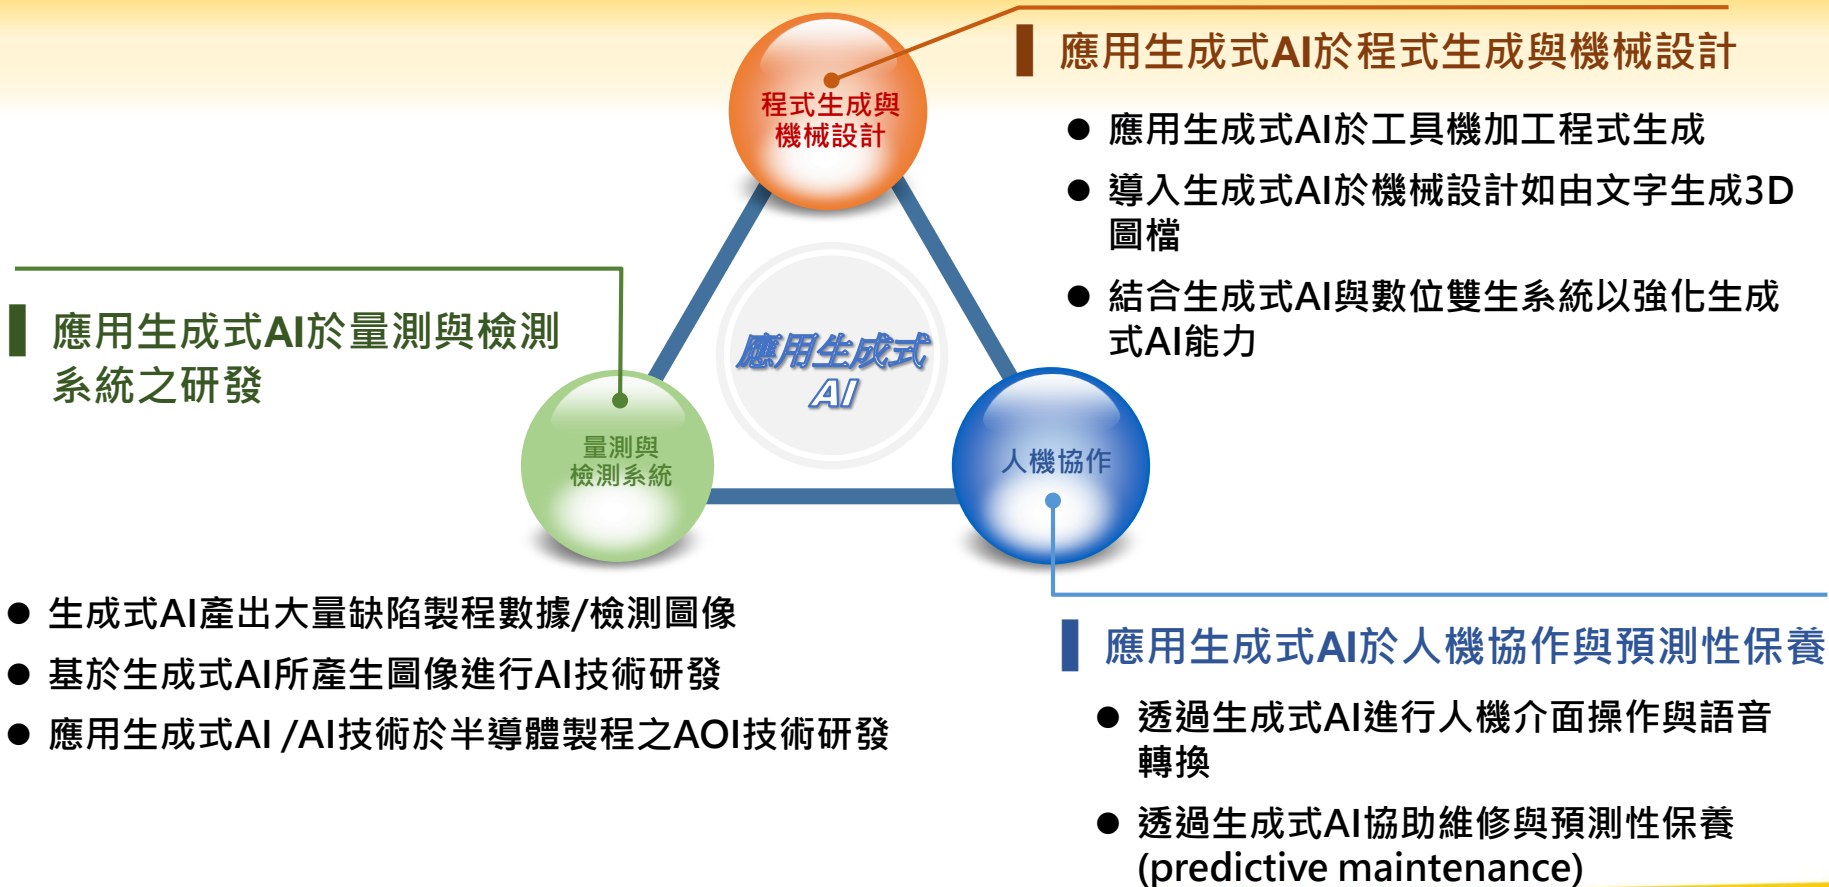 應用生成式AI於程式生成與機械設計
● 應用生成式AI於工具機加工程式生成
● 導入生成式AI於機械設計如由文字生成3D
圖檔
● 結合生成式AI與數位雙生系統以強化生成
式AI能力
程式生成與
機械設計
應用生成式
AI
應用生成式AI於量測與檢測
系統之研發
量測與
檢測系統
人機協作
● 生成式AI產出大量缺陷製程數據/檢測圖像
● 基於生成式AI所產生圖像進行AI技術研發
● 應用生成式AI /AI技術於半導體製程之AOI技術研發
應用生成式AI於人機協作與預測性保養
● 透過生成式AI進行人機介面操作與語音
轉換
● 透過生成式AI協助維修與預測性保養
(predictive maintenance)